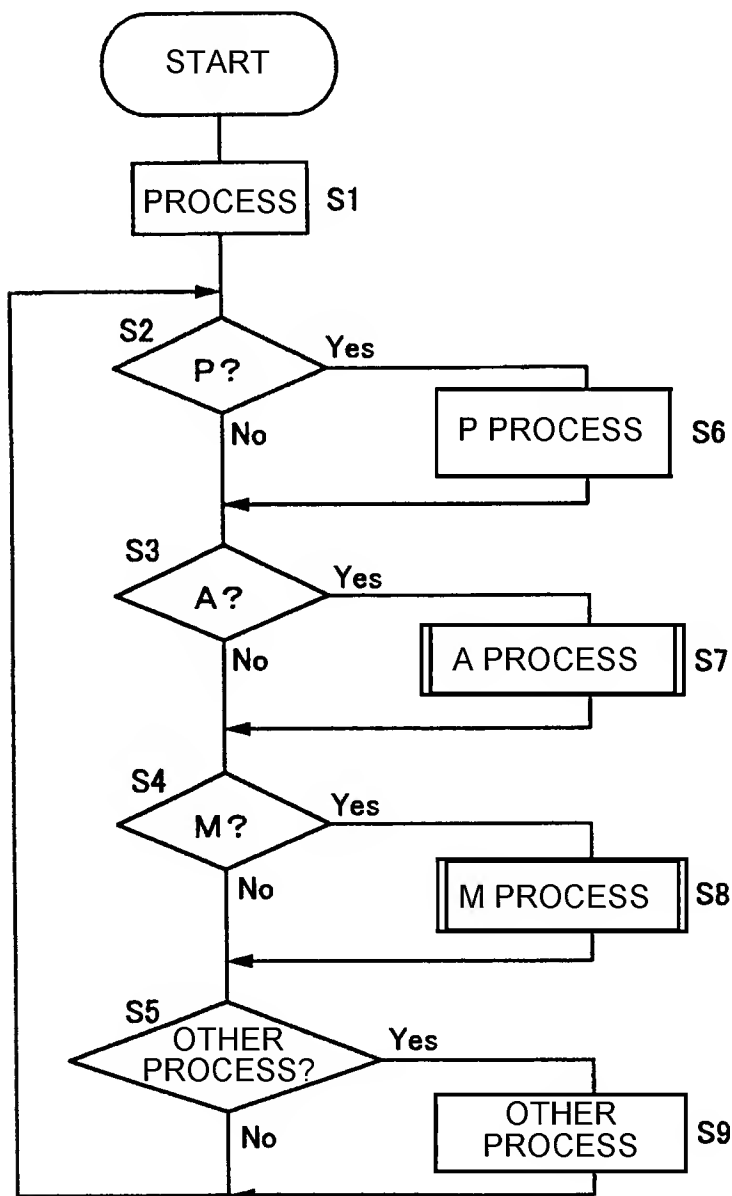 START
PROCESS S1
S2
P? Yes
No
P PROCESS S6
S3
A? Yes
No
A PROCESS S7
S4
M? Yes
No
M PROCESS S8
S5
OTHER
PROCESS?
Yes
No
OTHER
PROCESS
S9